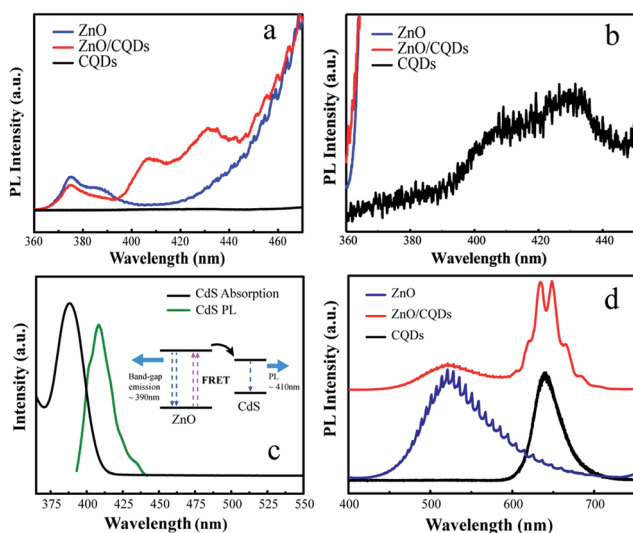 ZnO
ZnO/CQDs
CQDs
a
PL Intensity (a.u.)
360 380 400 420 440 460
Wavelength (nm)
ZnO
ZnO/CQDs
CQDs
b
PL Intensity (a.u.)
360 400 420 440
Wavelength (nm)
CdS Absorption
CdS PL
Intensity (a.u.)
Band-gap
emission
~ 390nm
FRET
PL
~ 410nm
ZnO
CdS
c
375 400 425 450 475 500 525 550
Wavelength (nm)
ZnO
ZnO/CQDs
CQDs
d
PL Intensity (a.u.)
400 500 600 700
Wavelength (nm)